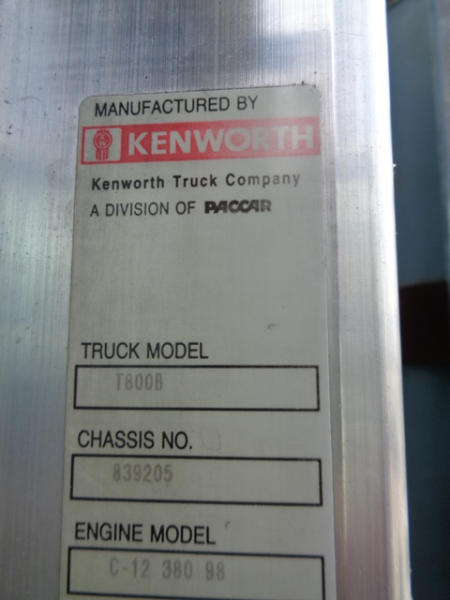 MANUFACTURED BY
KENWORTH
Kenworth Truck Company
A DIVISION OF PACCAR
TRUCK MODEL
T800B
CHASSIS NO.
839205
ENGINE MODEL
C-12 380 98